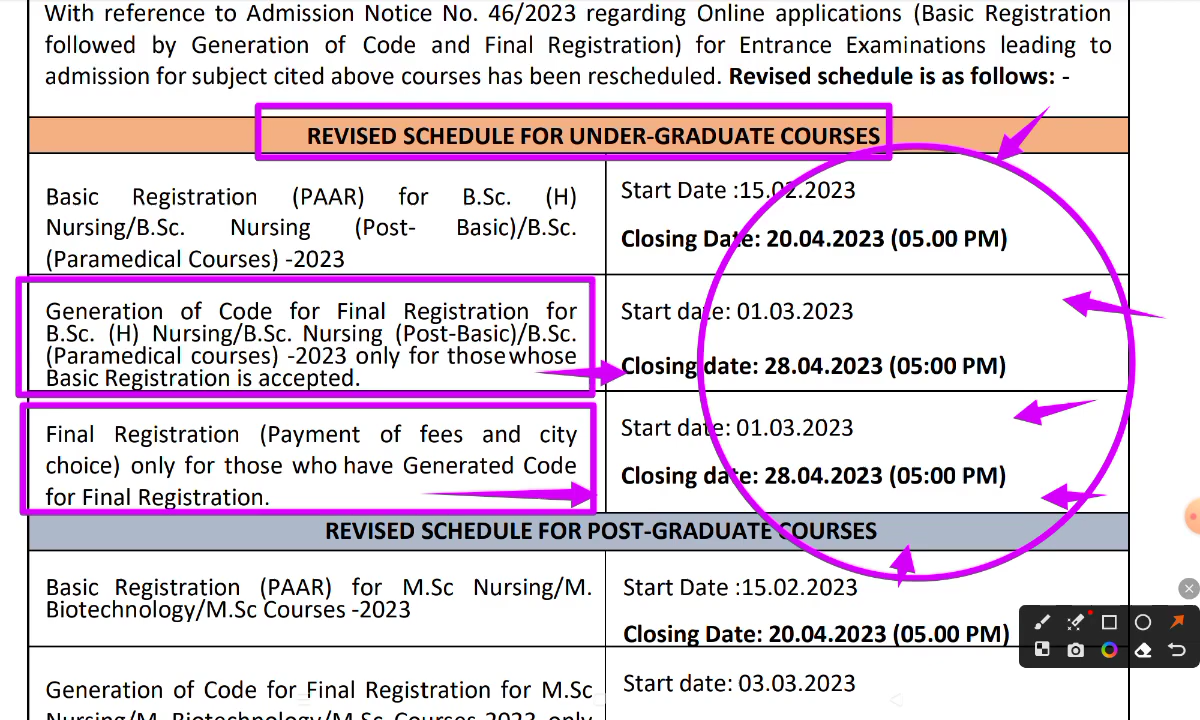 With reference to Admission Notice No. 46/2023 regarding Online applications (Basic Registration
followed by Generation of Code and Final Registration) for Entrance Examinations leading to
admission for subject cited above courses has been rescheduled. Revised schedule is as follows: -
REVISED SCHEDULE FOR UNDER-GRADUATE COURSES
Basic Registration (PAAR) for B.Sc. (H)
Nursing/B.Sc. Nursing (Post- Basic)/B.Sc.
(Paramedical Courses) -2023
Start Date :15.02.2023
Closing Date: 20.04.2023 (05.00 PM)
Generation of Code for Final Registration for
B.Sc. (H) Nursing/B.Sc. Nursing (Post-Basic)/B.Sc.
(Paramedical courses) -2023 only for those whose
Basic Registration is accepted.
Start date: 01.03.2023
Closing date: 28.04.2023 (05:00 PM)
Final Registration (Payment of fees and city
choice) only for those who have Generated Code
for Final Registration.
Start date: 01.03.2023
Closing date: 28.04.2023 (05:00 PM)
REVISED SCHEDULE FOR POST-GRADUATE COURSES
Basic Registration (PAAR) for M.Sc Nursing/M.
Biotechnology/M.Sc Courses -2023
Start Date :15.02.2023
Closing Date: 20.04.2023 (05.00 PM)
Generation of Code for Final Registration for M.Sc
Nursing/M. Biotechnology/M.Sc Courses-2023 only
Start date: 03.03.2023